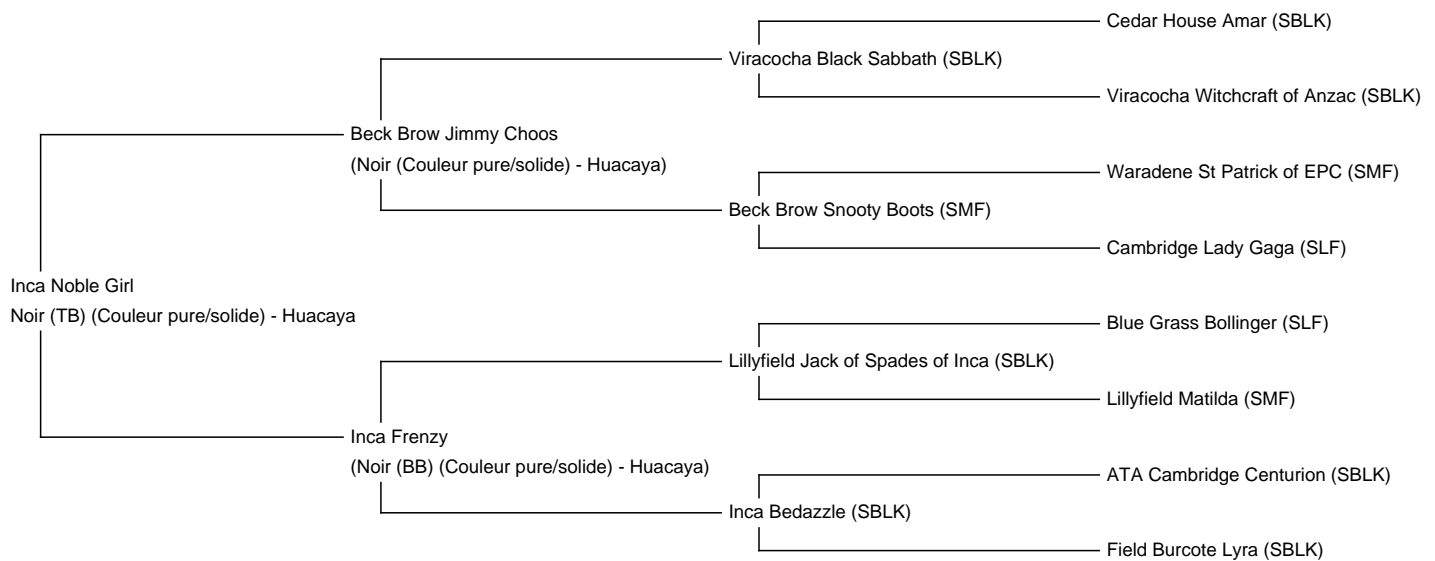 Cedar House Amar (SBLK)
Viracocha Black Sabbath (SBLK)
Viracocha Witchcraft of Anzac (SBLK)
Beck Brow Jimmy Choos
(Noir (Couleur pure/solide) - Huacaya)
Waradene St Patrick of EPC (SMF)
Beck Brow Snooty Boots (SMF)
Cambridge Lady Gaga (SLF)
Inca Noble Girl
Noir (TB) (Couleur pure/solide) - Huacaya
Blue Grass Bollinger (SLF)
Lillyfield Jack of Spades of Inca (SBLK)
Lillyfield Matilda (SMF)
Inca Frenzy
(Noir (BB) (Couleur pure/solide) - Huacaya)
ATA Cambridge Centurion (SBLK)
Inca Bedazzle (SBLK)
Field Burcote Lyra (SBLK)